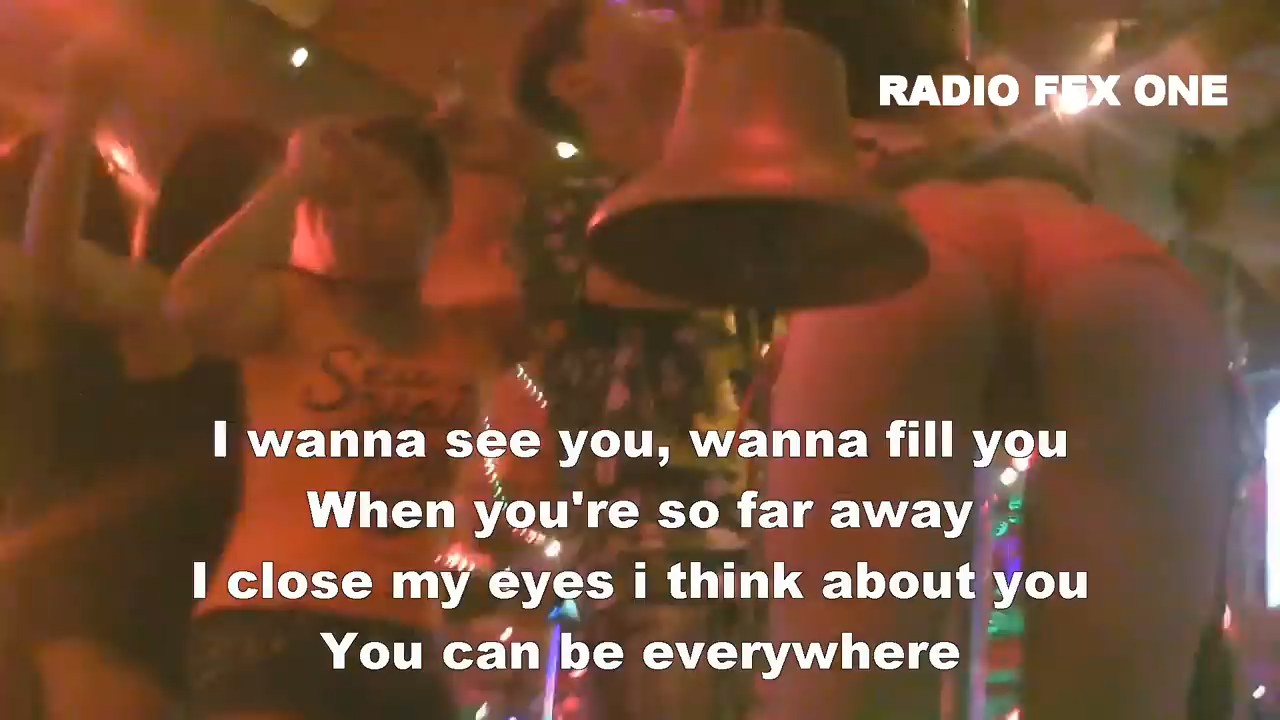 RADIO FFX ONE
I wanna see you, wanna fill you
When you're so far away
I close my eyes i think about you
You can be everywhere